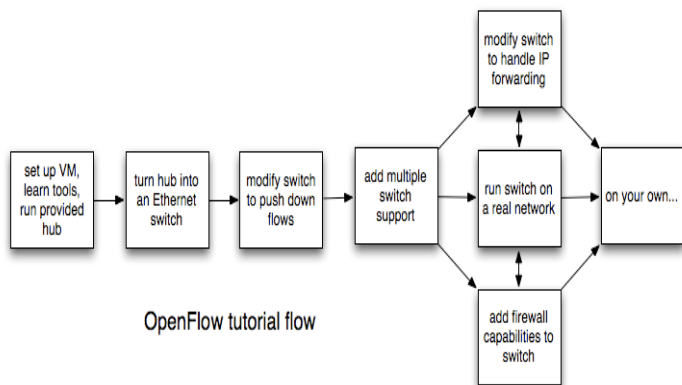 set up VM,
learn tools,
run provided
hub
turn hub into
an Ethernet
switch
modify switch
to push down
flows
add multiple
switch
support
modify switch
to handle IP
forwarding
run switch on
a real network
add firewall
capabilities to
switch
on your own...
OpenFlow tutorial flow